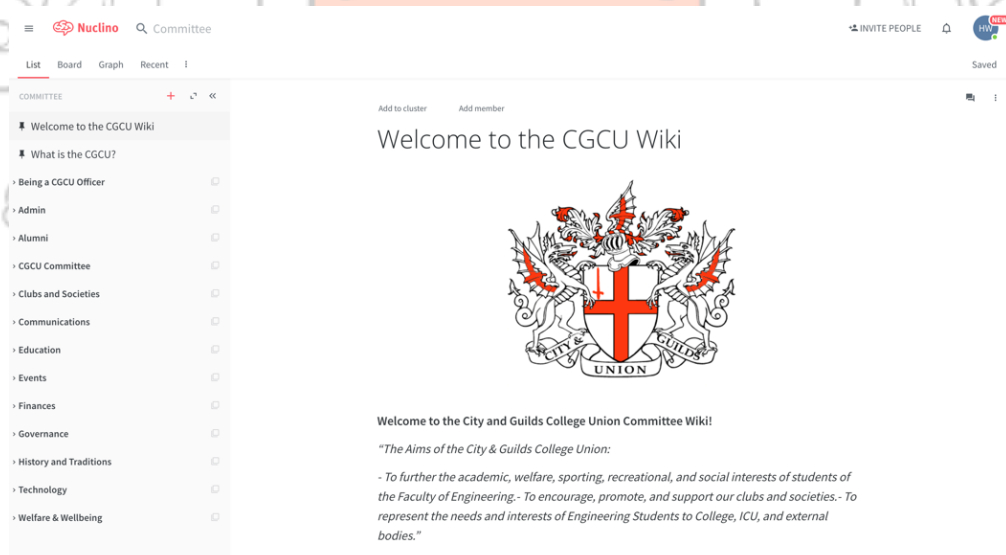 Nuclino
Committee
INVITE PEOPLE
HW
NEW
List
Board
Graph
Recent
Saved
COMMITTEE
Welcome to the CGCU Wiki
What is the CGCU?
Being a CGCU Officer
Admin
Alumni
CGCU Committee
Clubs and Societies
Communications
Education
Events
Finances
Governance
History and Traditions
Technology
Welfare & Wellbeing
Add to cluster
Add member
Welcome to the CGCU Wiki
CITY &
GUILDS
UNION
Welcome to the City and Guilds College Union Committee Wiki!
“The Aims of the City & Guilds College Union:
- To further the academic, welfare, sporting, recreational, and social interests of students of
the Faculty of Engineering.- To encourage, promote, and support our clubs and societies.- To
represent the needs and interests of Engineering Students to College, ICU, and external
bodies.”